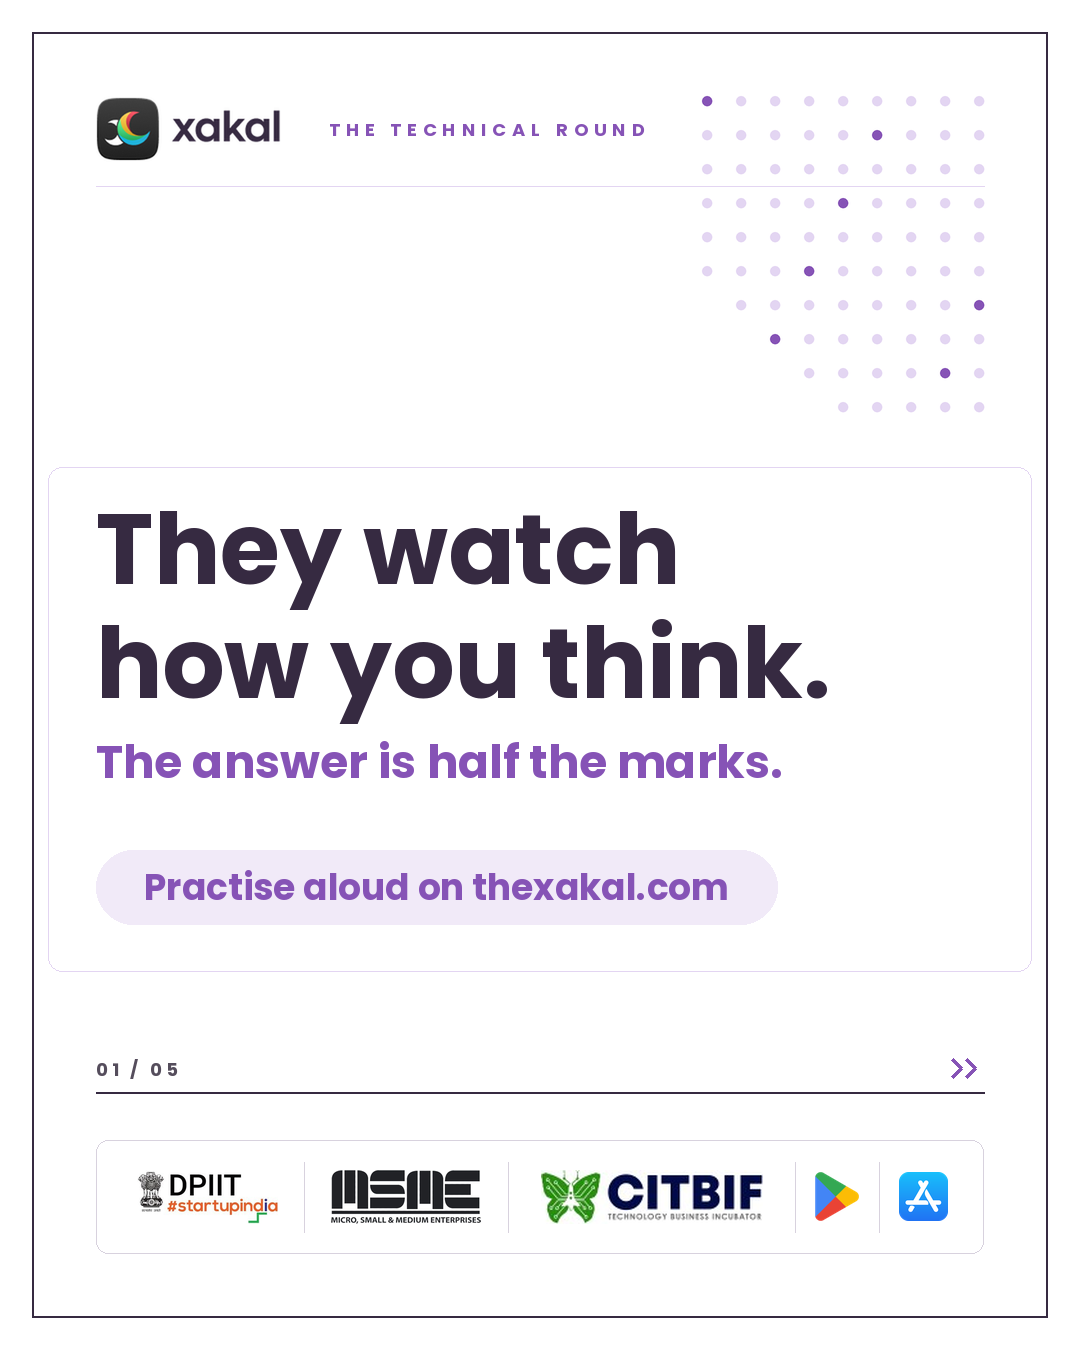 xakal
THE TECHNICAL ROUND
They watch
how you think.
The answer is half the marks.
Practise aloud on thexakal.com
01 / 05
DPIIT
#startupindia
MSME
MICRO, SMALL & MEDIUM ENTERPRISES
CITBIF
TECHNOLOGY BUSINESS INCUBATOR